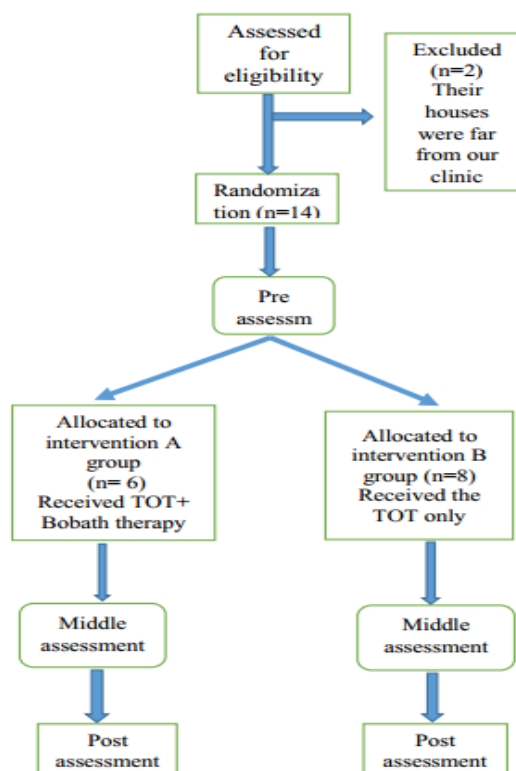 Assessed
for
eligibility
Excluded
(n=2)
Their
houses
were far
from our
clinic
Randomiza
tion (n=14)
Pre
assessm
Allocated to
intervention A
group
(n= 6)
Received TOT+
Bobath therapy
Allocated to
intervention B
group (n=8)
Received the
TOT only
Middle
assessment
Middle
assessment
Post
assessment
Post
assessment